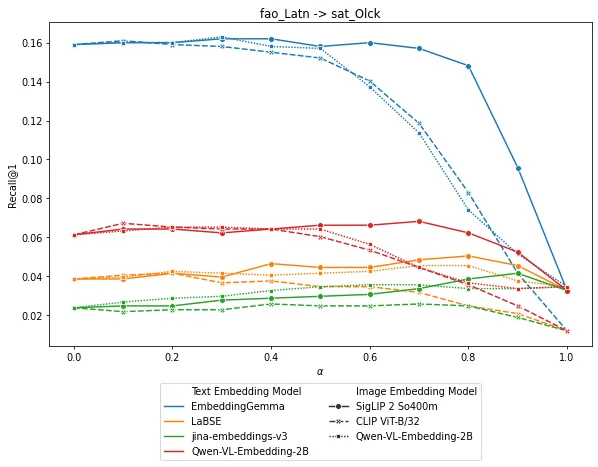 fao_Latn -> sat_Olck
Recall@1
0.16
0.14
0.12
0.10
0.08
0.06
0.04
0.02
0.0
0.2
0.4
0.6
0.8
1.0
α
Text Embedding Model
EmbeddingGemma
LaBSE
jina-embeddings-v3
Qwen-VL-Embedding-2B
Image Embedding Model
SigLIP 2 So400m
CLIP ViT-B/32
Qwen-VL-Embedding-2B